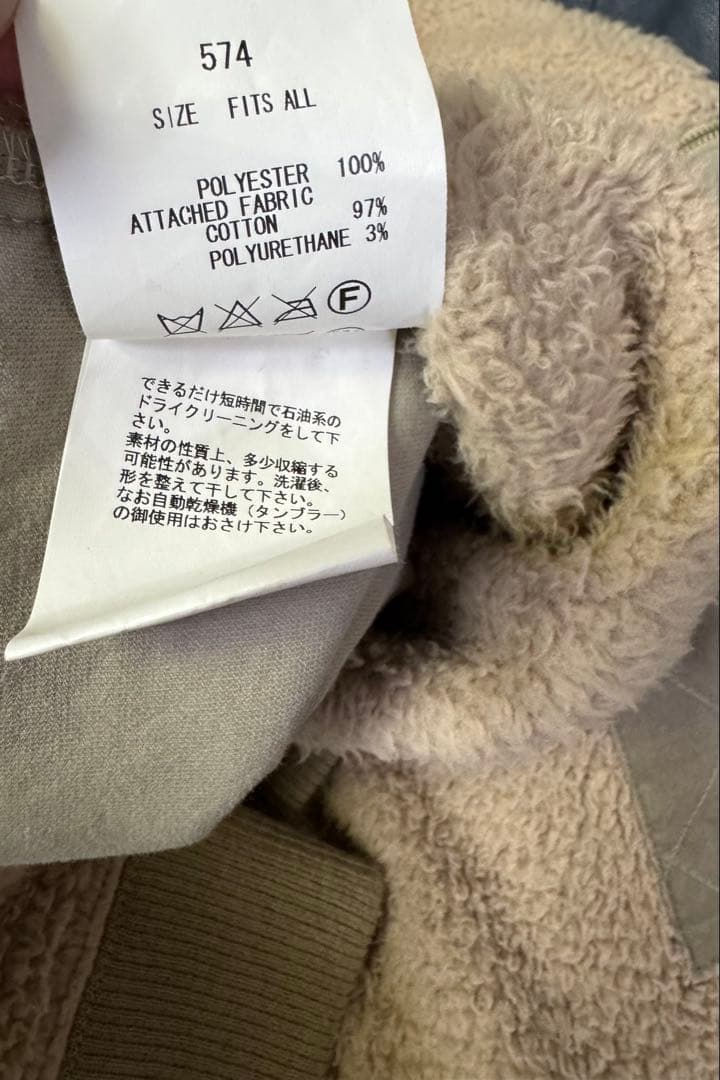 574
SIZE FITS ALL
POLYESTER 100%
ATTACHED FABRIC
COTTON 97%
POLYURETHANE 3%
F
できるだけ短時間で石油系の
ドライクリーニングをして下
さい。
素材の性質上、多少収縮する
可能性があります。洗濯後、
形を整えて干して下さい。
なお自動乾燥機（タンブラー）
の御使用はおさけ下さい。